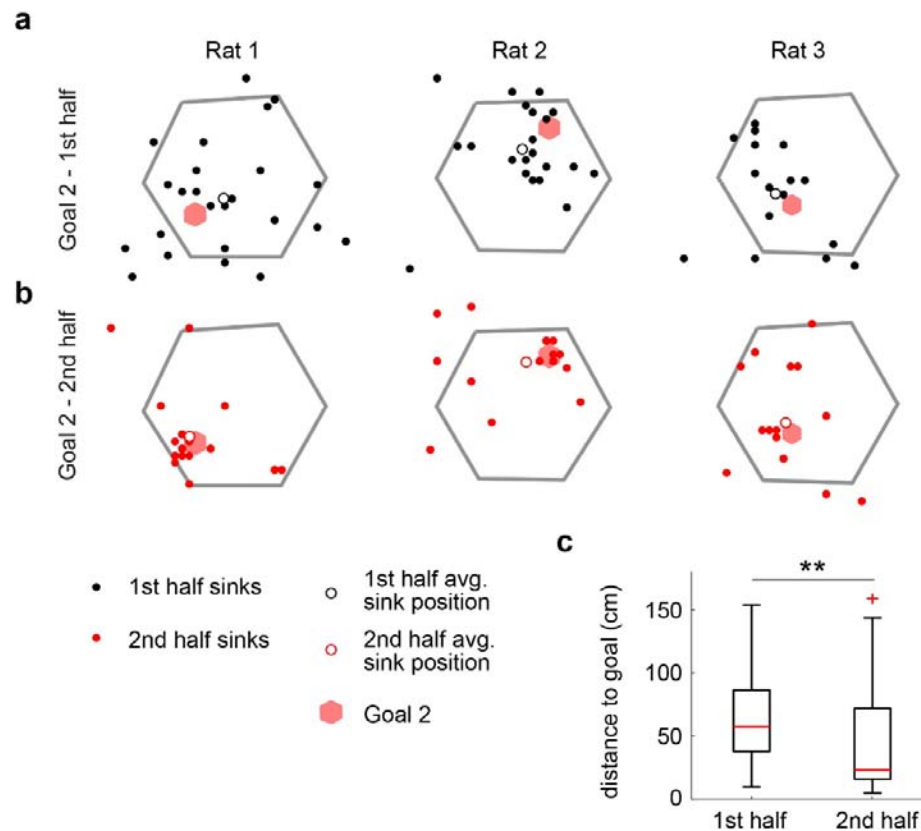 a
Rat 1
Rat 2
Rat 3
Goal 2 - 1st half
b
Goal 2 - 2nd half
1st half sinks
2nd half sinks
1st half avg.
sink position
2nd half avg.
sink position
Goal 2
c
**
distance to goal (cm)
150
100
50
0
1st half
2nd half